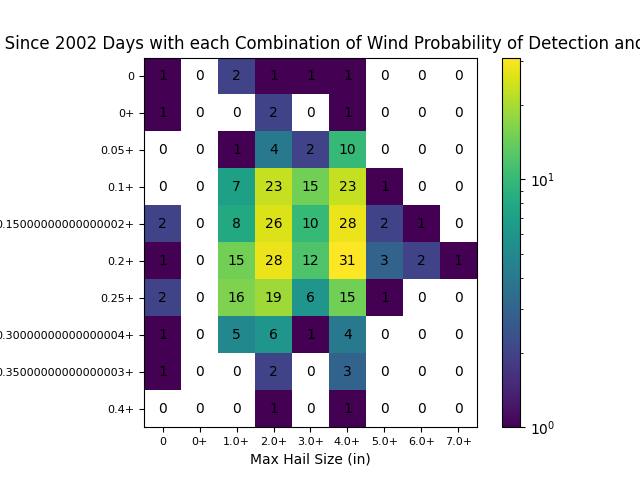 Since 2002 Days with each Combination of Wind Probability of Detection and
0 1 0 2 1 1 1 0 0 0
0+ 1 0 0 2 0 1 0 0 0
0.05+ 0 0 1 4 2 10 0 0 0
0.1+ 0 0 7 23 15 23 1 0 0
0.15000000000000002+ 2 0 8 26 10 28 2 1 0
0.2+ 1 0 15 28 12 31 3 2 1
0.25+ 2 0 16 19 6 15 1 0 0
0.30000000000000004+ 1 0 5 6 1 4 0 0 0
0.35000000000000003+ 1 0 0 2 0 3 0 0 0
0.4+ 0 0 0 1 0 1 0 0 0
0 0+ 1.0+ 2.0+ 3.0+ 4.0+ 5.0+ 6.0+ 7.0+
Max Hail Size (in)
10¹
10⁰